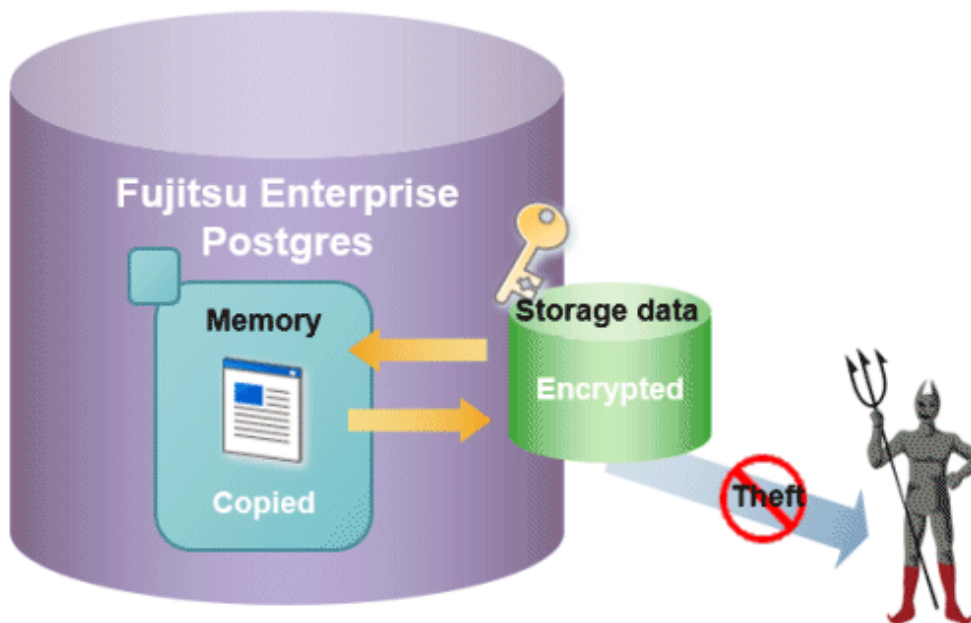 Fujitsu Enterprise
Postgres
Memory
Copied
Storage data
Encrypted
Theft